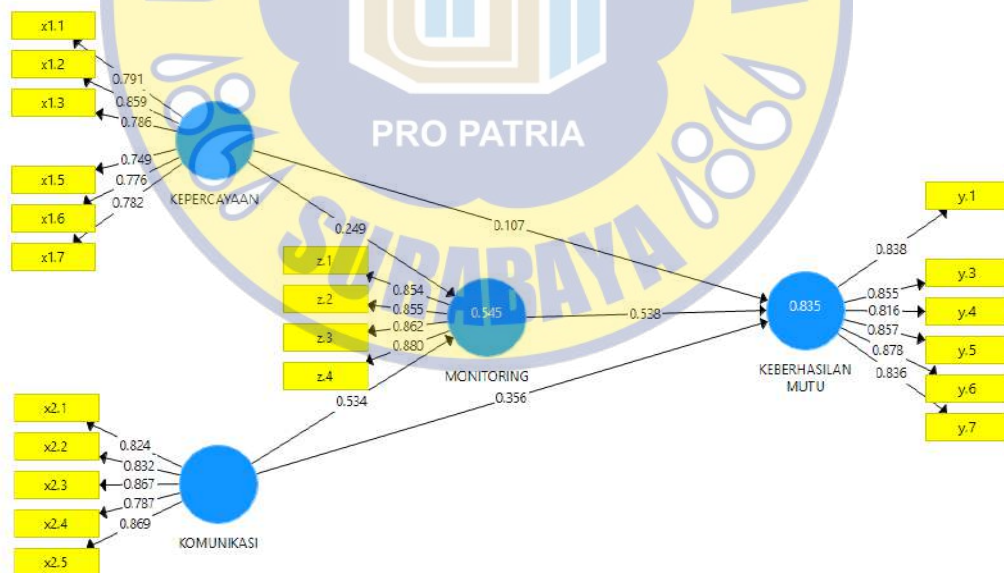 x1.1
x1.2
x1.3
x1.5
x1.6
x1.7
0.791
0.859
0.786
0.749
0.776
0.782
KEPERCAYAAN
PRO PATRIA
SURABAYA
0.249
0.107
z.1
z.2
z.3
z.4
0.854
0.855
0.862
0.880
0.545
MONITORING
0.538
0.534
0.356
x2.1
x2.2
x2.3
x2.4
x2.5
0.824
0.832
0.867
0.787
0.869
KOMUNIKASI
0.835
KEBERHASILAN
MUTU
0.838
0.855
0.816
0.857
0.878
0.836
y.1
y.3
y.4
y.5
y.6
y.7